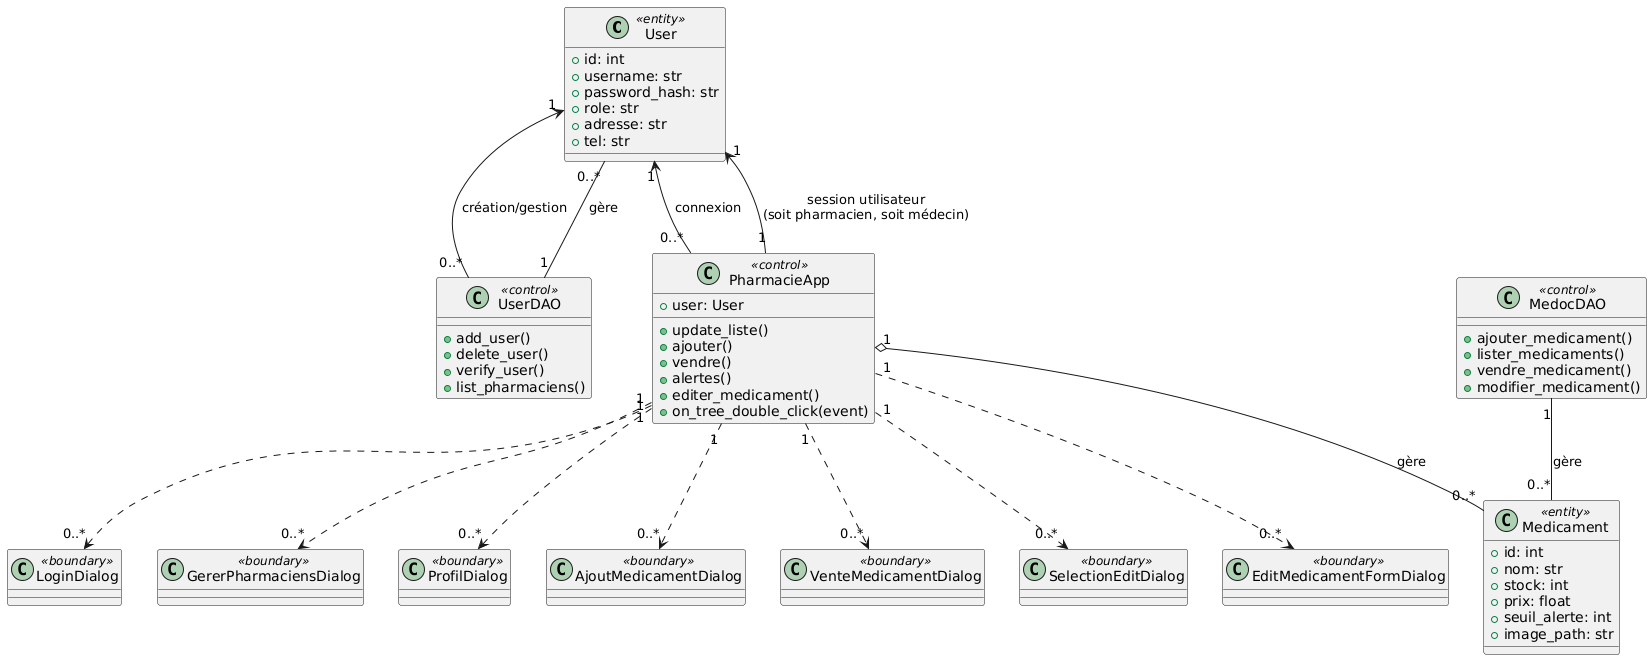 C «entity»
User
id: int
username: str
password_hash: str
role: str
adresse: str
tel: str
1
0..*
1
1
création/gestion
gère
connexion
session utilisateur
(soit pharmacien, soit médecin)
0..*
1
0..*
1
C «control»
UserDAO
add_user()
delete_user()
verify_user()
list_pharmaciens()
C «control»
PharmacieApp
user: User
update_liste()
ajouter()
vendre()
alertes()
editer_medicament()
on_tree_double_click(event)
C «control»
MedocDAO
ajouter_medicament()
lister_medicaments()
vendre_medicament()
modifier_medicament()
1
1
1
1
1
1
1
1
1
gère
gère
0..*
0..*
0..*
0..*
0..*
0..*
0..*
0..*
0..*
C «boundary»
LoginDialog
C «boundary»
GererPharmaciensDialog
C «boundary»
ProfilDialog
C «boundary»
AjoutMedicamentDialog
C «boundary»
VenteMedicamentDialog
C «boundary»
SelectionEditDialog
C «boundary»
EditMedicamentFormDialog
C «entity»
Medicament
id: int
nom: str
stock: int
prix: float
seuil_alerte: int
image_path: str